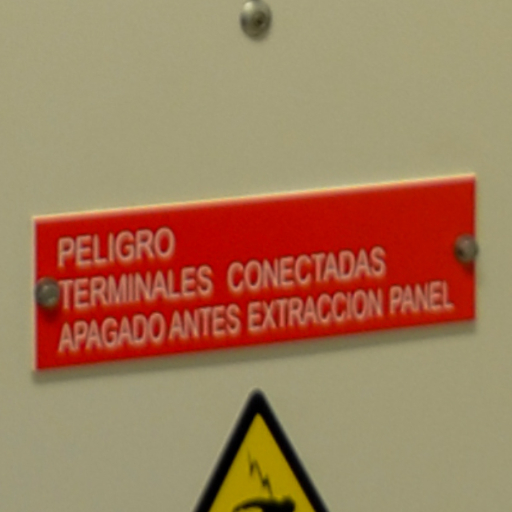 PELIGRO
TERMINALES CONECTADAS
APAGADO ANTES EXTRACCION PANEL